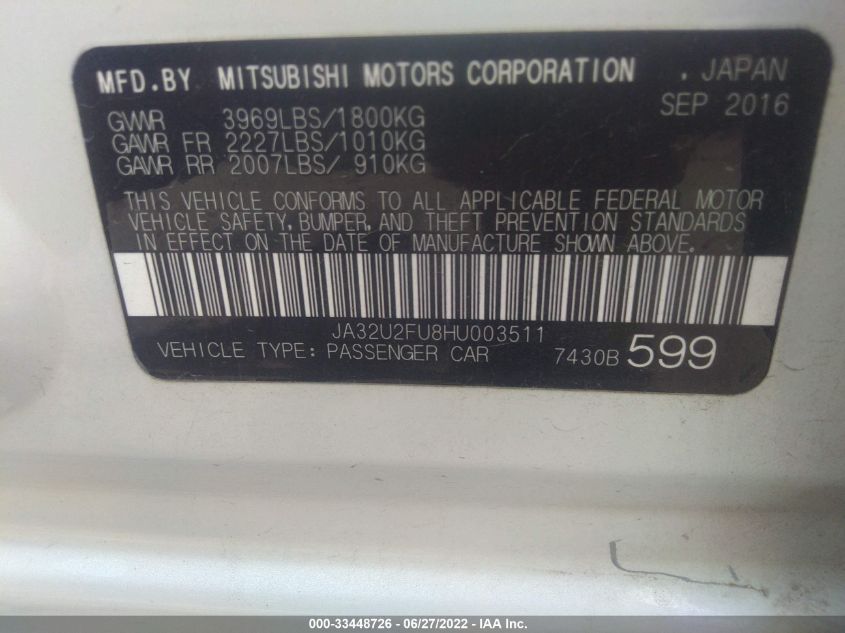 MFD.BY MITSUBISHI MOTORS CORPORATION . JAPAN
SEP 2016
GVWR 3969LBS/1800KG
GAWR FR 2227LBS/1010KG
GAWR RR 2007LBS/ 910KG
THIS VEHICLE CONFORMS TO ALL APPLICABLE FEDERAL MOTOR
VEHICLE SAFETY, BUMPER, AND THEFT PREVENTION STANDARDS
IN EFFECT ON THE DATE OF MANUFACTURE SHOWN ABOVE.
JA32U2FU8HU003511
VEHICLE TYPE: PASSENGER CAR 7430B 599
000-33448726 - 06/27/2022 - IAA Inc.